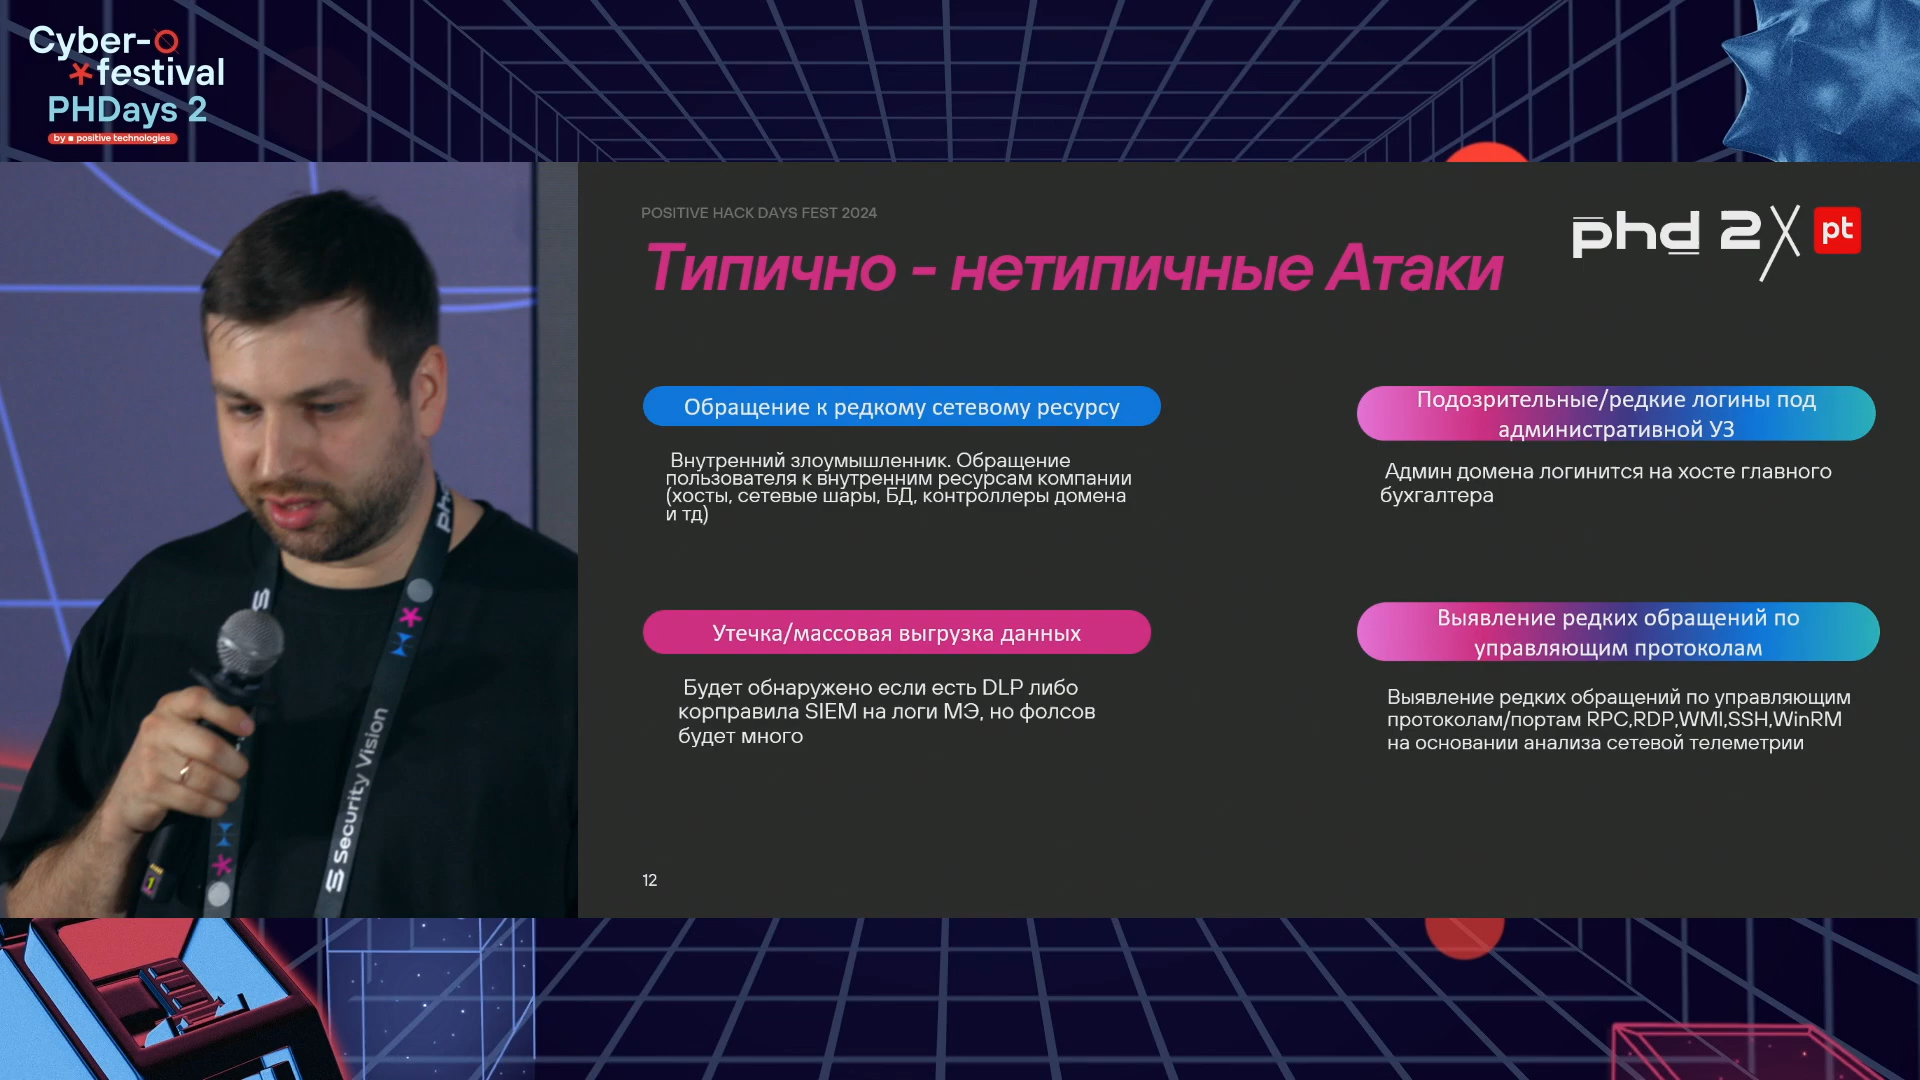 Cyber-
festival
PHDays 2
by positive technologies
POSITIVE HACK DAYS FEST 2024
Типично - нетипичные Атаки
phd 2
pt
Обращение к редкому сетевому ресурсу
Внутренний злоумышленник. Обращение
пользователя к внутренним ресурсам компании
(хосты, сетевые шары, БД, контроллеры домена
и тд)
Подозрительные/редкие логины под
административной УЗ
Админ домена логинится на хосте главного
бухгалтера
Утечка/массовая выгрузка данных
Будет обнаружено если есть DLP либо
корправила SIEM на логи МЭ, но фолсов
будет много
Выявление редких обращений по
управляющим протоколам
Выявление редких обращений по управляющим
протоколам/портам RPC,RDP,WMI,SSH,WinRM
на основании анализа сетевой телеметрии
12
phd
Security Vision
1